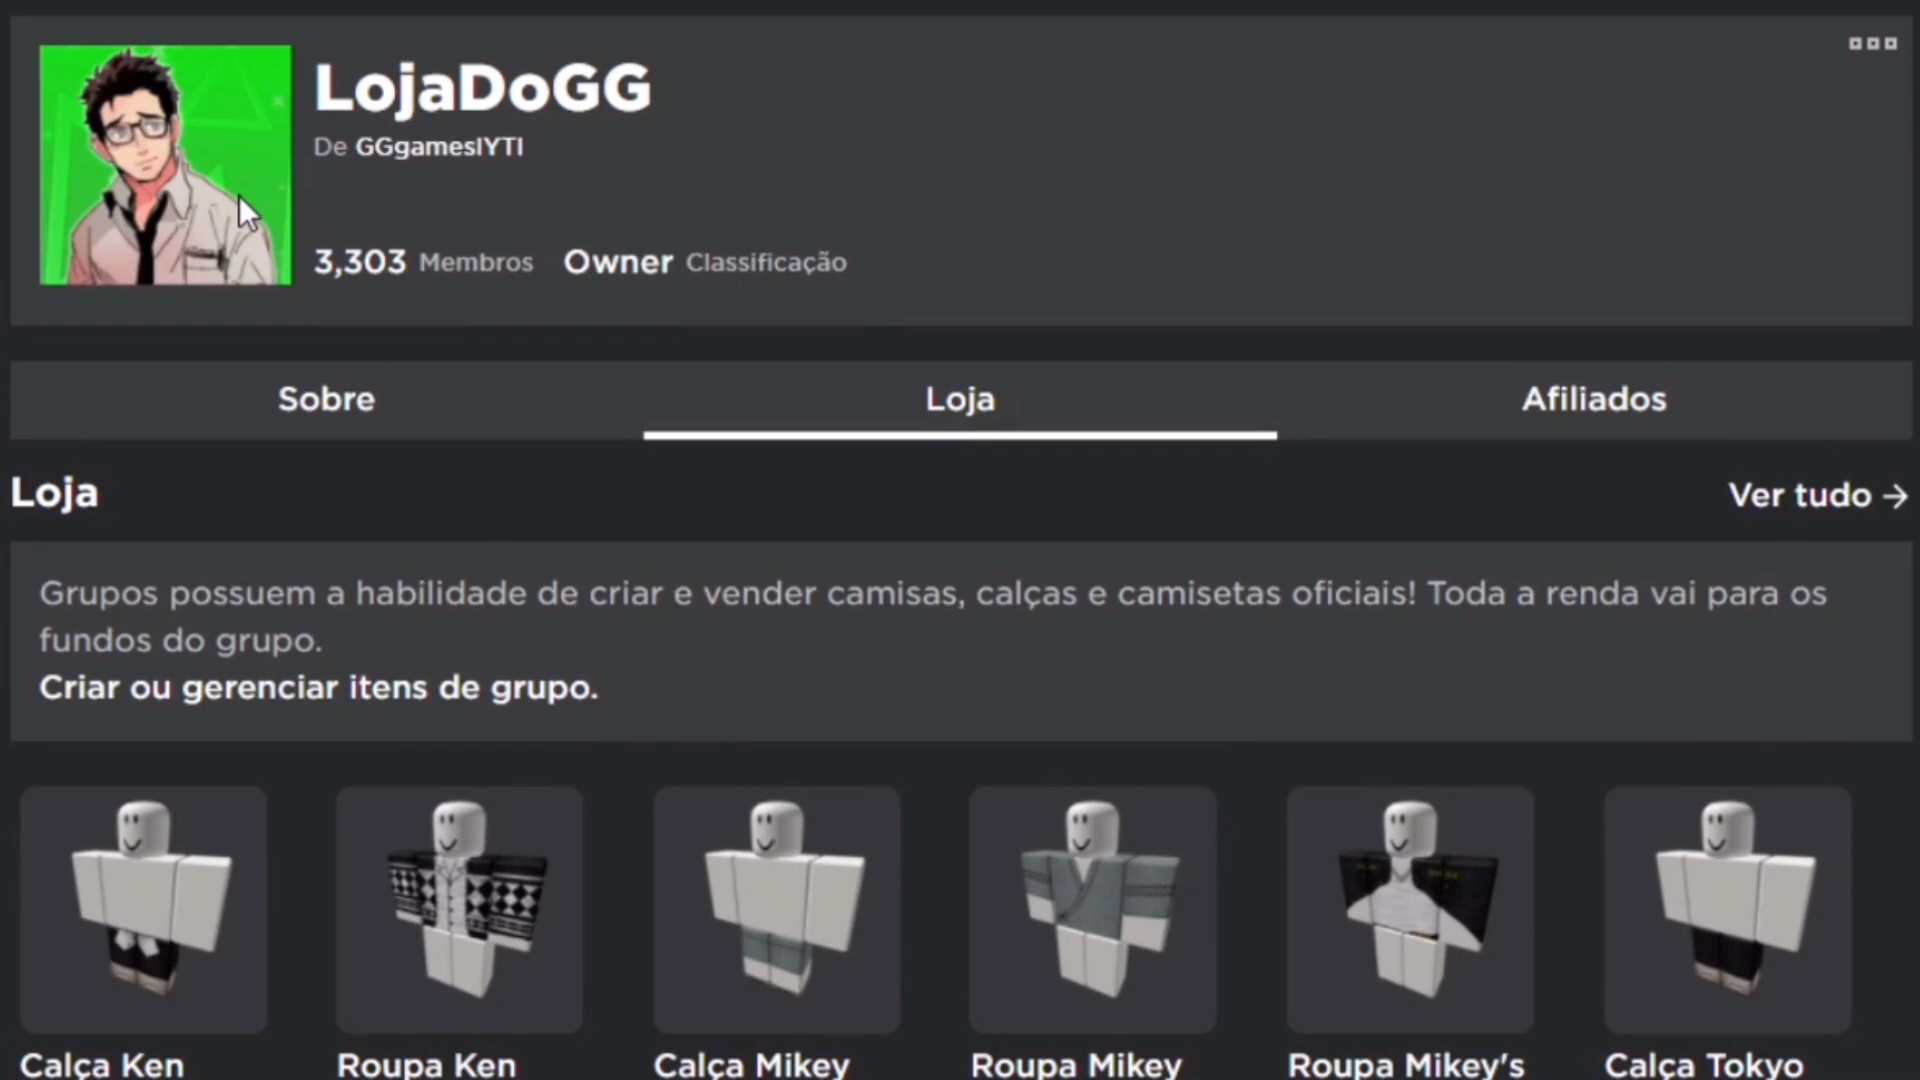 LojaDoGG
De GGgamesIYTI
3,303 Membros Owner Classificação
Sobre Loja Afiliados
Loja Ver tudo →
Grupos possuem a habilidade de criar e vender camisas, calças e camisetas oficiais! Toda a renda vai para os
fundos do grupo.
Criar ou gerenciar itens de grupo.
Calça Ken Roupa Ken Calça Mikey Roupa Mikey Roupa Mikey's Calça Tokyo